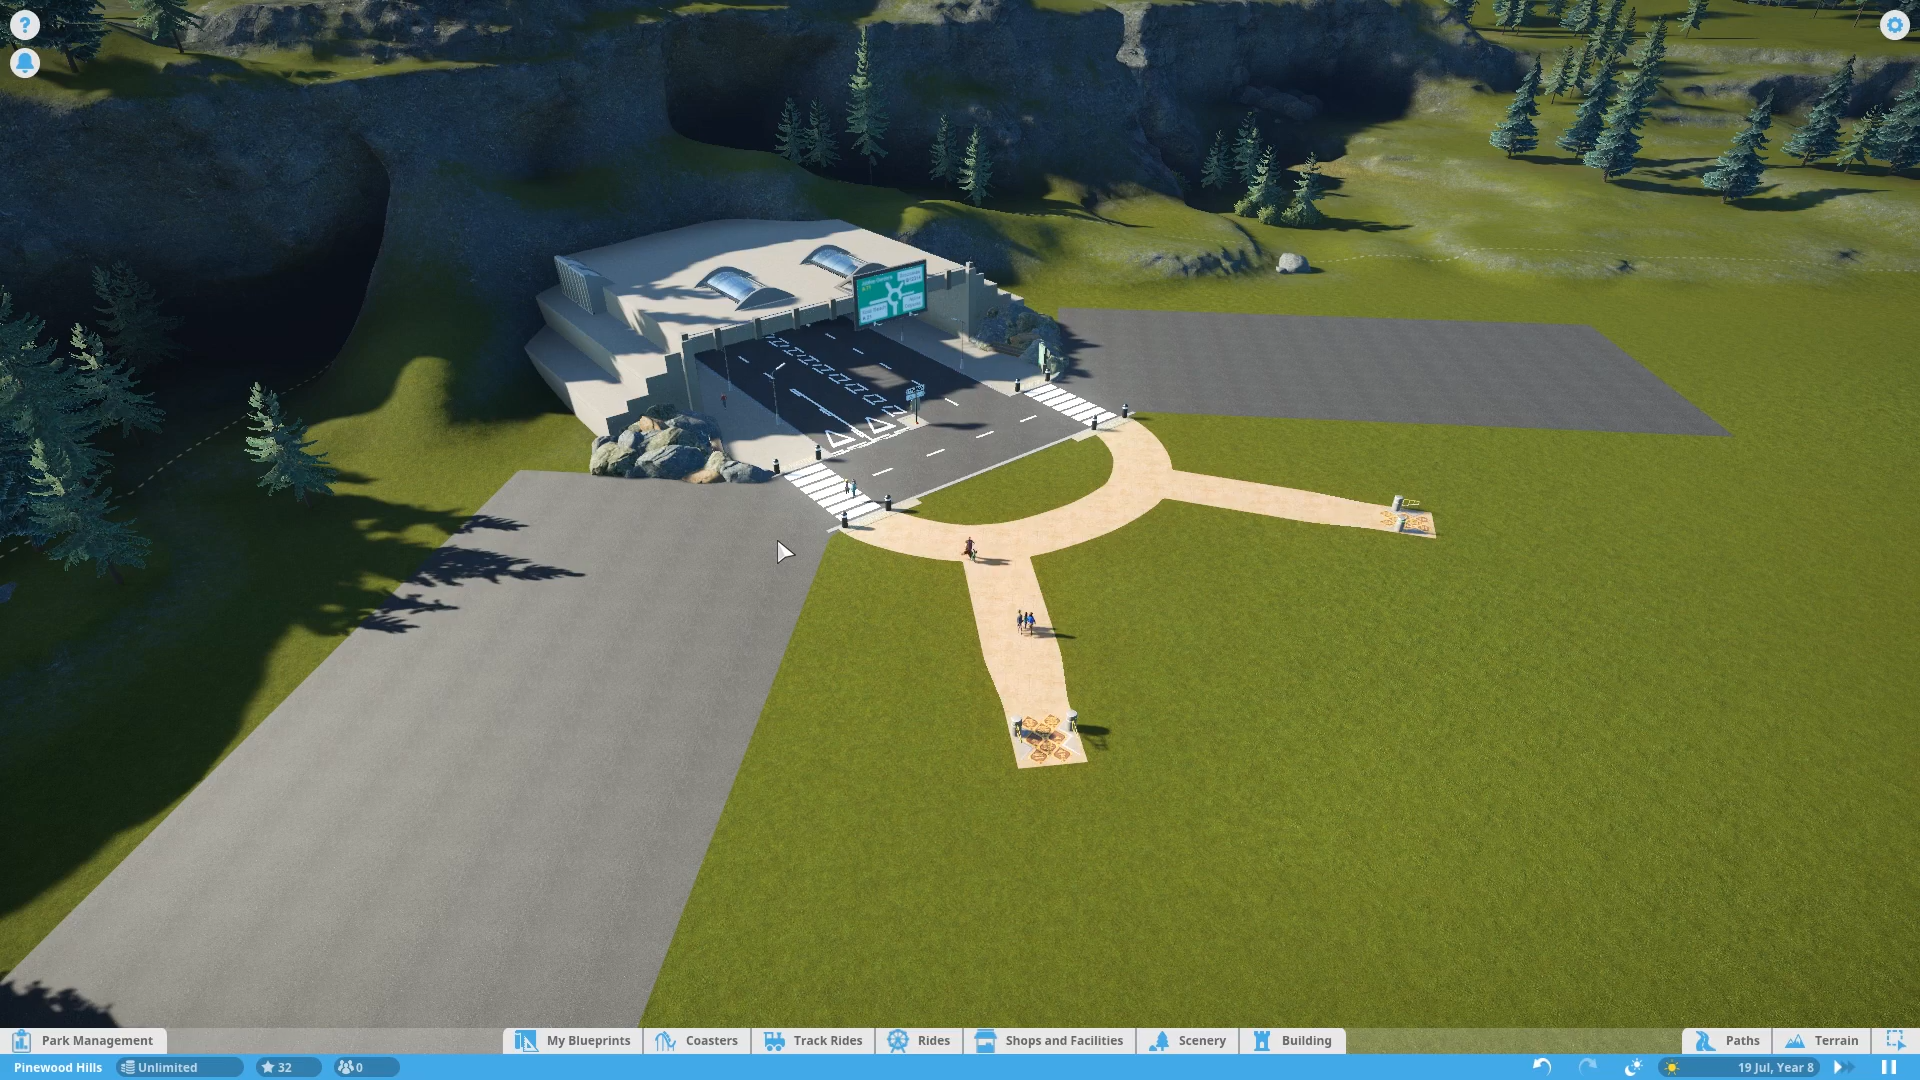 ?
Park Management
My Blueprints
Coasters
Track Rides
Rides
Shops and Facilities
Scenery
Building
Paths
Terrain
Pinewood Hills
Unlimited
32
0
19 Jul, Year 8